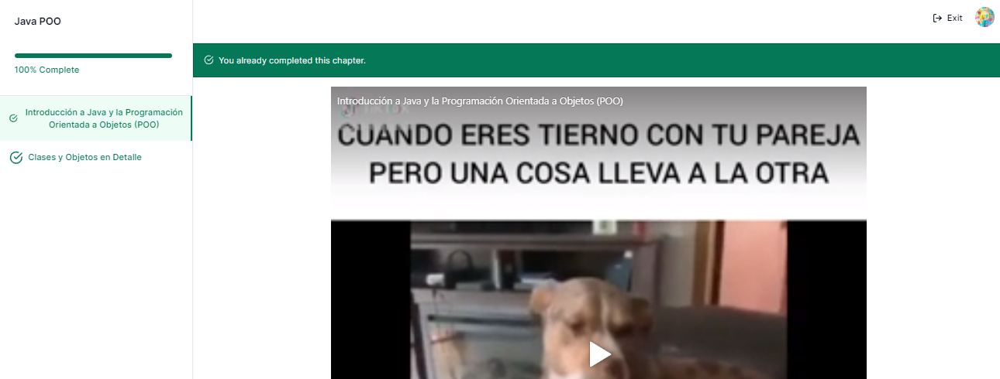 Java POO
Exit
100% Complete
You already completed this chapter.
Introducción a Java y la Programación
Orientada a Objetos (POO)
Clases y Objetos en Detalle
Introducción a Java y la Programación Orientada a Objetos (POO)
CUANDO ERES TIERNO CON TU PAREJA
PERO UNA COSA LLEVA A LA OTRA